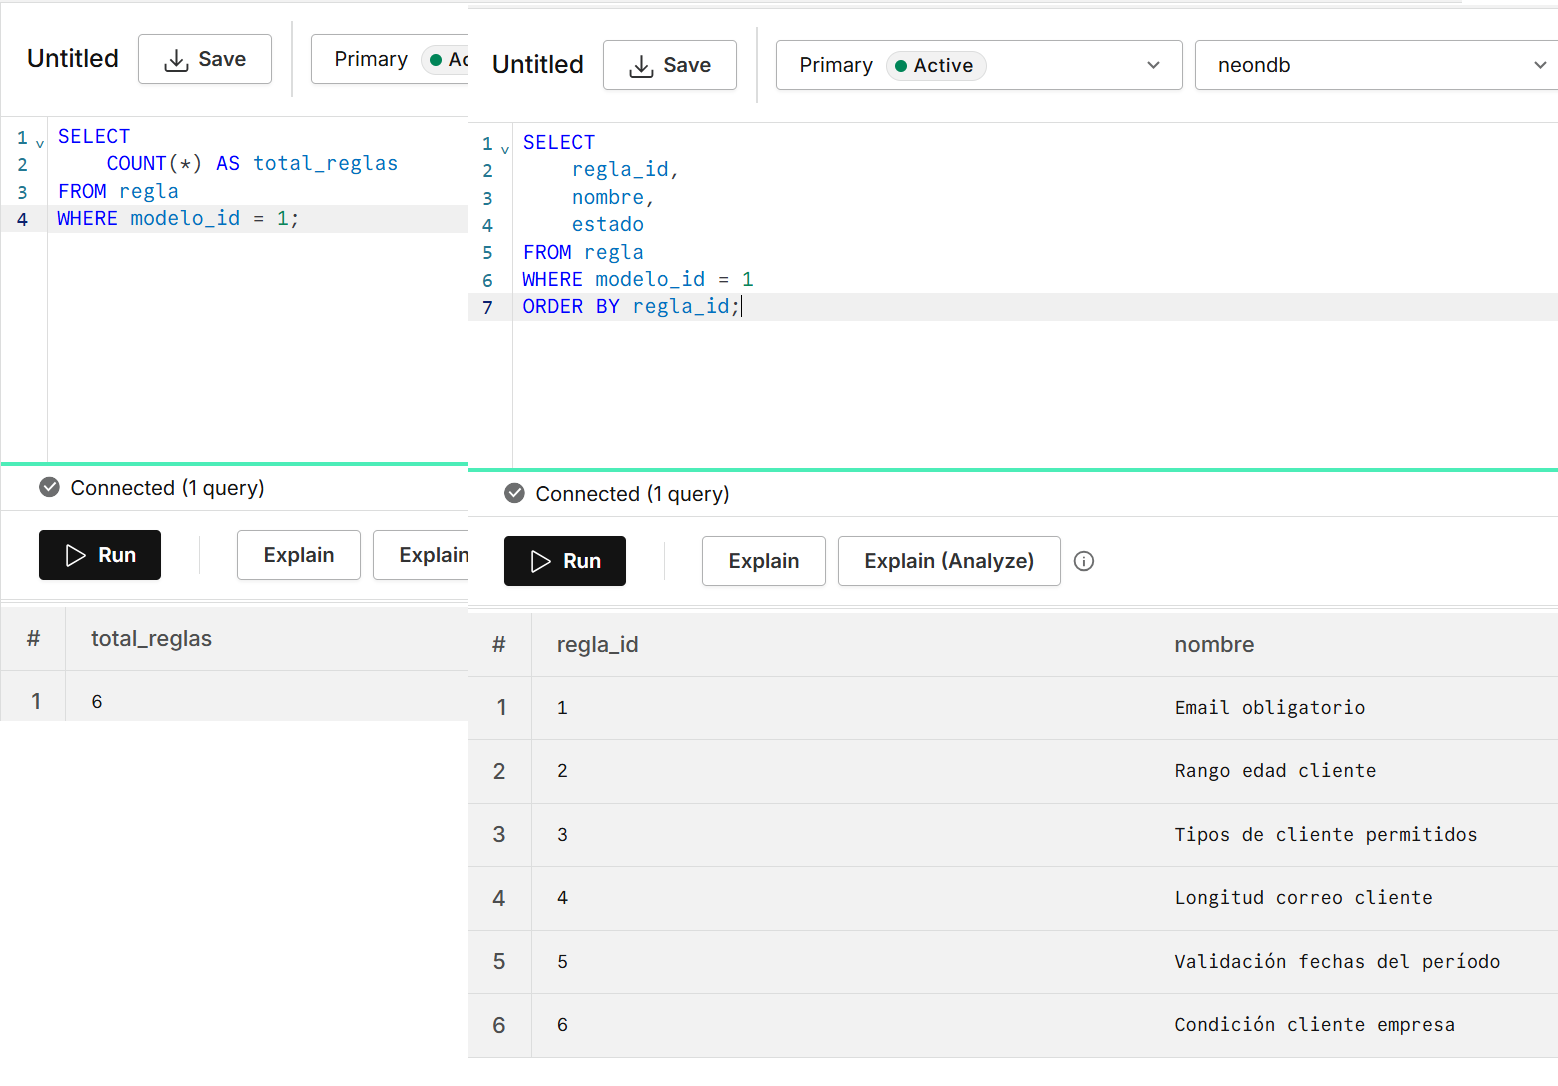 Untitled
Save
Primary
1 SELECT
2 COUNT(*) AS total_reglas
3 FROM regla
4 WHERE modelo_id = 1;
Connected (1 query)
Run
Explain
Explain
# total_reglas
1 6
Untitled
Save
Primary Active
neondb
1 SELECT
2 regla_id,
3 nombre,
4 estado
5 FROM regla
6 WHERE modelo_id = 1
7 ORDER BY regla_id;
Connected (1 query)
Run
Explain
Explain (Analyze)
# regla_id nombre
1 1 Email obligatorio
2 2 Rango edad cliente
3 3 Tipos de cliente permitidos
4 4 Longitud correo cliente
5 5 Validación fechas del período
6 6 Condición cliente empresa